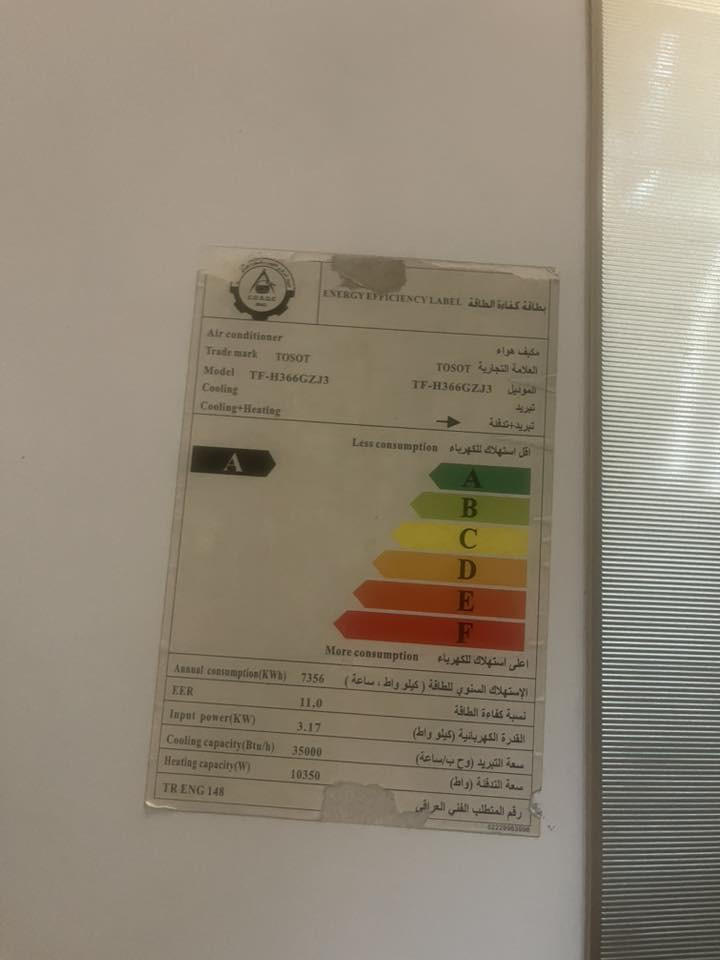 C.O.S.Q.C
ENERGY EFFICIENCY LABEL بطاقة كفاءة الطاقة
Air conditioner مكيف هواء
Trade mark TOSOT TOSOT العلامة التجارية
Model TF-H366GZJ3 TF-H366GZJ3 الموديل
Cooling تبريد
Cooling+Heating تبريد+تدفئة
Less consumption اقل استهلاك للكهرباء
A A
B
C
D
E
F
More consumption اعلى استهلاك للكهرباء
Annual consumption(KWh) 7356 الإستهلاك السنوي للطاقة ( كيلو واط ، ساعة )
EER 11.0 نسبة كفاءة الطاقة
Input power(KW) 3.17 القدرة الكهربائية (كيلو واط)
Cooling capacity(Btu/h) 35000 سعة التبريد (وح ب/ساعة)
Heating capacity(W) 10350 سعة التدفئة (واط)
TR ENG 148 رقم المتطلب الفني العراقي